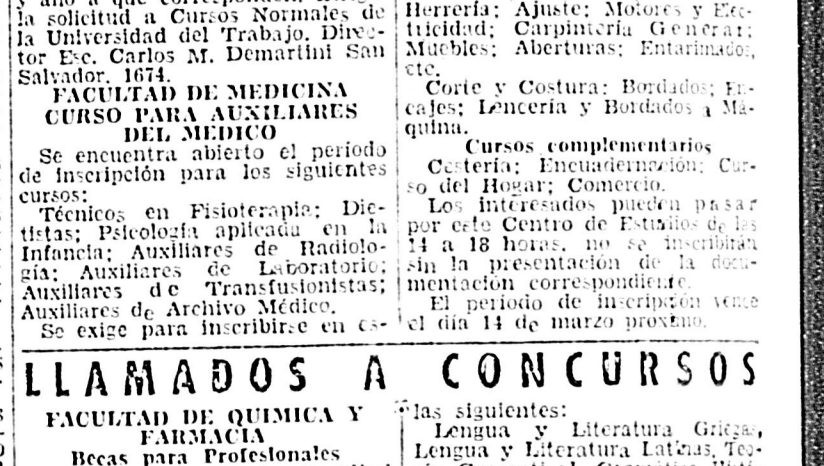 la solicitud a Cursos Normales de
la Universidad del Trabajo. Direc-
tor Esc. Carlos M. Demartini San
Salvador, 1674.
FACULTAD DE MEDICINA
CURSO PARA AUXILIARES
DEL MEDICO
Se encuentra abierto el periodo
de inscripción para los siguientes
cursos:
Técnicos en Fisioterapia; Die-
tistas; Psicología aplicada en la
Infancia; Auxiliares de Radiolo-
gía; Auxiliares de Laboratorio;
Auxiliares de Transfusionistas;
Auxiliares de Archivo Médico.
Se exige para inscribirse en es-
Herrería; Ajuste; Motores y Elec-
tricidad; Carpintería General;
Muebles; Aberturas; Entarimados,
etc.
Corte y Costura: Bordados; En-
cajes; Lencería y Bordados a Má-
quina.
Cursos complementarios
Cestería; Encuadernación; Cur-
so del Hogar; Comercio.
Los interesados pueden pasar
por este Centro de Estudios de las
14 a 18 horas, no se inscribirán
sin la presentación de la docu-
mentación correspondiente.
El periodo de inscripción vence
el día 14 de marzo proximo.
LLAMADOS A CONCURSOS
FACULTAD DE QUIMICA Y
FARMACIA
Becas para Profesionales
las siguientes:
Lengua y Literatura Griegas,
Lengua y Literatura Latinas, Teo-